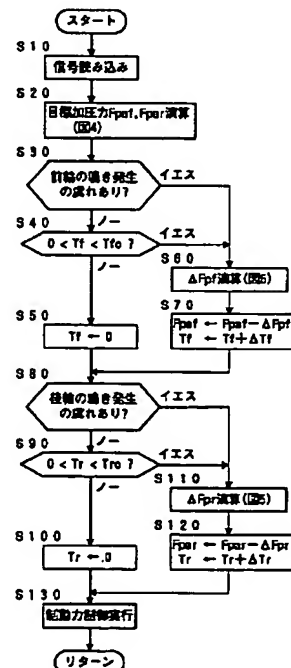 スタート
S10
信号読み込み
S20
目標加圧力Fpaf,Fpar演算
(図4)
S30
前輪の鳴き発生
の虞れあり?
イエス
ノー
S40
0 < Tf < Tfo ?
イエス
ノー
S60
ΔFpf演算(図5)
S70
Fpaf ← Fpaf−ΔFpf
Tf ← Tf+ΔTf
S50
Tf ← 0
S80
後輪の鳴き発生
の虞れあり?
イエス
ノー
S90
0 < Tr < Tro ?
イエス
ノー
S110
ΔFpr演算(図5)
S120
Fpar ← Fpar−ΔFpr
Tr ← Tr+ΔTr
S100
Tr ← 0
S130
制動力制御実行
リターン